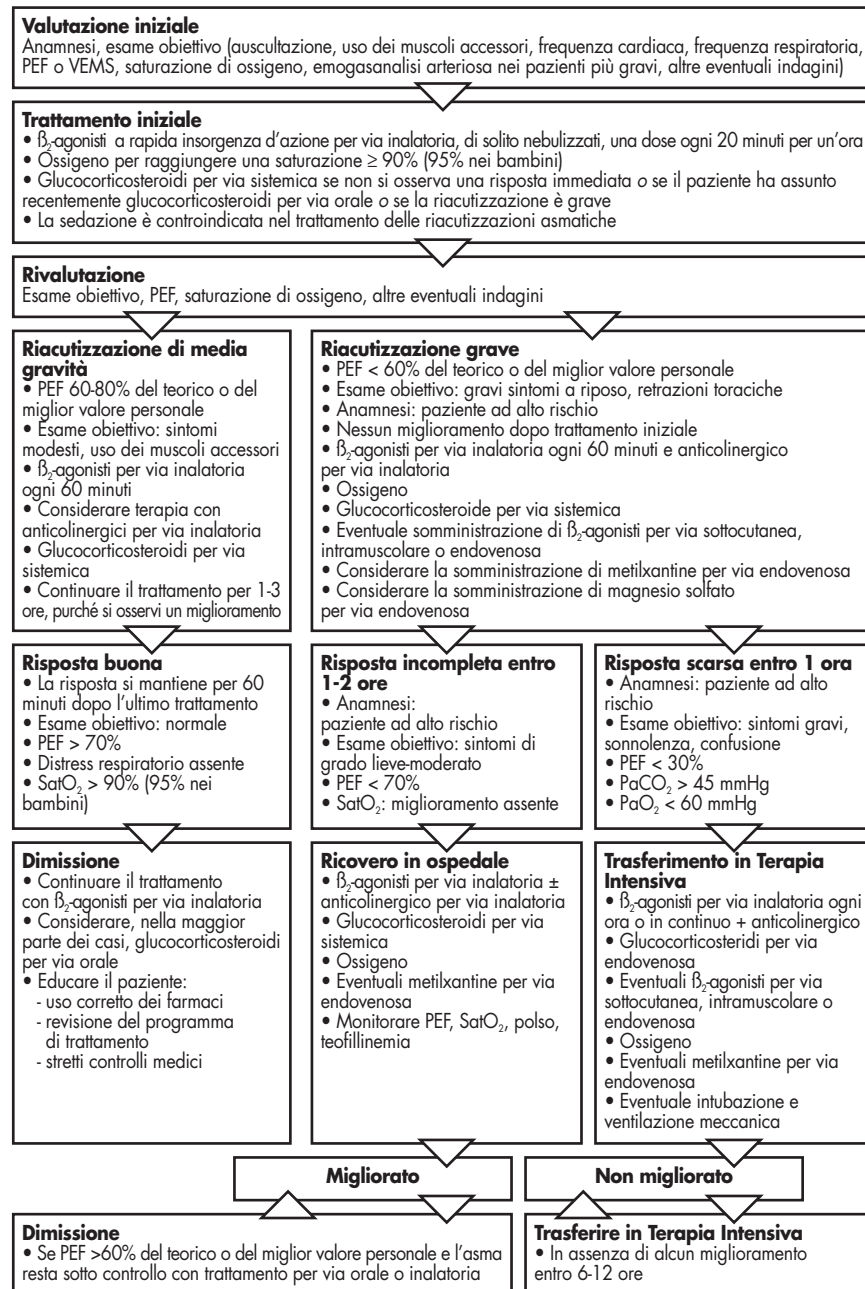 Valutazione iniziale
Anamnesi, esame obiettivo (auscultazione, uso dei muscoli accessori, frequenza cardiaca, frequenza respiratoria,
PEF o VEMS, saturazione di ossigeno, emogasanalisi arteriosa nei pazienti più gravi, altre eventuali indagini)
Trattamento iniziale
• ß₂-agonisti a rapida insorgenza d'azione per via inalatoria, di solito nebulizzati, una dose ogni 20 minuti per un'ora
• Ossigeno per raggiungere una saturazione ≥ 90% (95% nei bambini)
• Glucocorticosteroidi per via sistemica se non si osserva una risposta immediata o se il paziente ha assunto
recentemente glucocorticosteroidi per via orale o se la riacutizzazione è grave
• La sedazione è controindicata nel trattamento delle riacutizzazioni asmatiche
Rivalutazione
Esame obiettivo, PEF, saturazione di ossigeno, altre eventuali indagini
Riacutizzazione di media
gravità
• PEF 60-80% del teorico o del
miglior valore personale
• Esame obiettivo: sintomi
modesti, uso dei muscoli accessori
• ß₂-agonisti per via inalatoria
ogni 60 minuti
• Considerare terapia con
anticolinergici per via inalatoria
• Glucocorticosteroidi per via
sistemica
• Continuare il trattamento per 1-3
ore, purché si osservi un miglioramento
Riacutizzazione grave
• PEF < 60% del teorico o del miglior valore personale
• Esame obiettivo: gravi sintomi a riposo, retrazioni toraciche
• Anamnesi: paziente ad alto rischio
• Nessun miglioramento dopo trattamento iniziale
• ß₂-agonisti per via inalatoria ogni 60 minuti e anticolinergico
per via inalatoria
• Ossigeno
• Glucocorticosteroide per via sistemica
• Eventuale somministrazione di ß₂-agonisti per via sottocutanea,
intramuscolare o endovenosa
• Considerare la somministrazione di metilxantine per via endovenosa
• Considerare la somministrazione di magnesio solfato
per via endovenosa
Risposta buona
• La risposta si mantiene per 60
minuti dopo l'ultimo trattamento
• Esame obiettivo: normale
• PEF > 70%
• Distress respiratorio assente
• SatO₂ > 90% (95% nei
bambini)
Risposta incompleta entro
1-2 ore
• Anamnesi:
paziente ad alto rischio
• Esame obiettivo: sintomi di
grado lieve-moderato
• PEF < 70%
• SatO₂: miglioramento assente
Risposta scarsa entro 1 ora
• Anamnesi: paziente ad alto
rischio
• Esame obiettivo: sintomi gravi,
sonnolenza, confusione
• PEF < 30%
• PaCO₂ > 45 mmHg
• PaO₂ < 60 mmHg
Dimissione
• Continuare il trattamento
con ß₂-agonisti per via inalatoria
• Considerare, nella maggior
parte dei casi, glucocorticosteroidi
per via orale
• Educare il paziente:
- uso corretto dei farmaci
- revisione del programma
di trattamento
- stretti controlli medici
Ricovero in ospedale
• ß₂-agonisti per via inalatoria ±
anticolinergico per via inalatoria
• Glucocorticosteroidi per via
sistemica
• Ossigeno
• Eventuali metilxantine per via
endovenosa
• Monitorare PEF, SatO₂, polso,
teofillinemia
Trasferimento in Terapia
Intensiva
• ß₂-agonisti per via inalatoria ogni
ora o in continuo + anticolinergico
• Glucocorticosteridi per via
endovenosa
• Eventuali ß₂-agonisti per via
sottocutanea, intramuscolare o
endovenosa
• Ossigeno
• Eventuali metilxantine per via
endovenosa
• Eventuale intubazione e
ventilazione meccanica
Migliorato
Non migliorato
Dimissione
• Se PEF >60% del teorico o del miglior valore personale e l'asma
resta sotto controllo con trattamento per via orale o inalatoria
Trasferire in Terapia Intensiva
• In assenza di alcun miglioramento
entro 6-12 ore